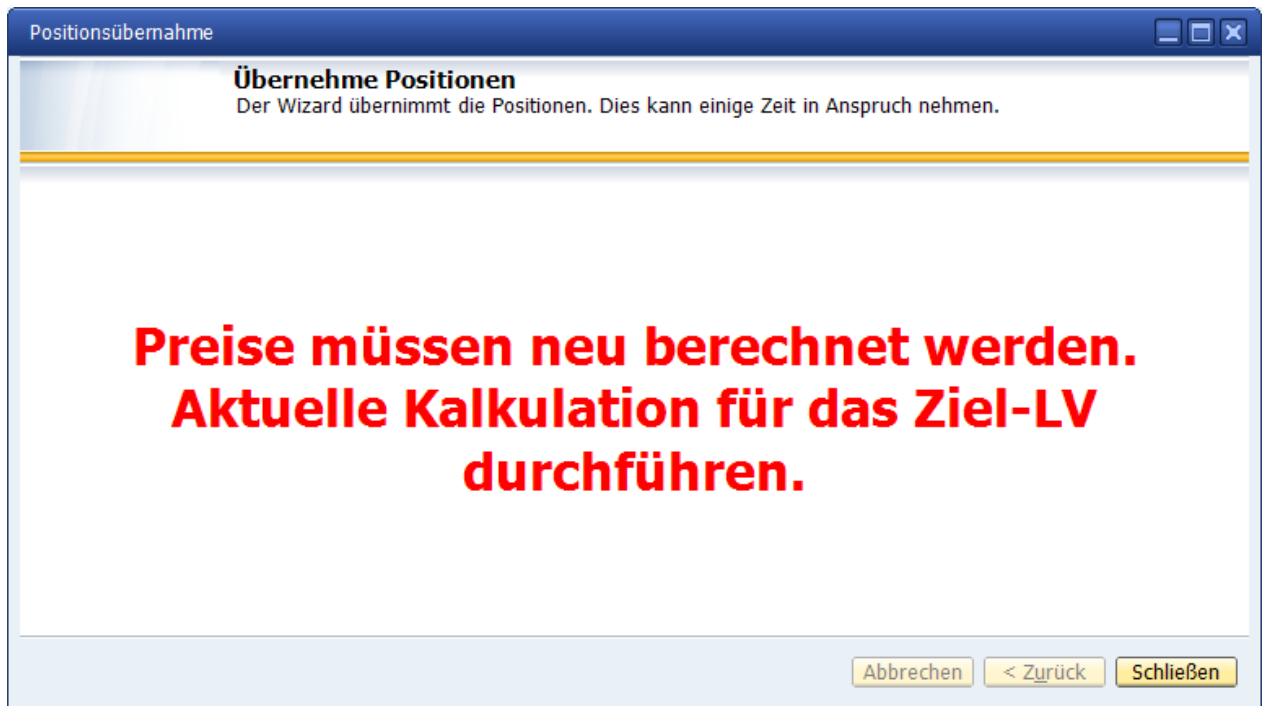 Positionsübernahme
Übernehme Positionen
Der Wizard übernimmt die Positionen. Dies kann einige Zeit in Anspruch nehmen.
Preise müssen neu berechnet werden.
Aktuelle Kalkulation für das Ziel-LV
durchführen.
Abbrechen < Zurück Schließen